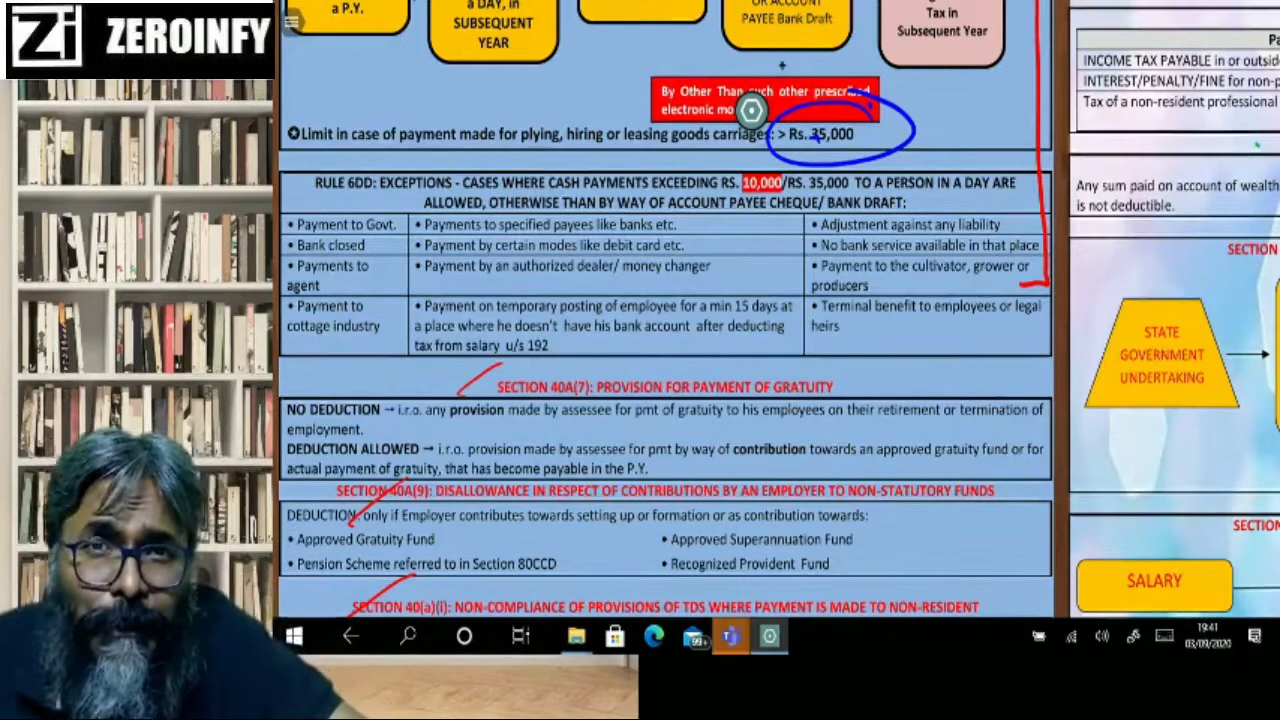 Zi ZEROINFY
a P.Y.
a DAY, in
SUBSEQUENT
YEAR
OR ACCOUNT
PAYEE Bank Draft
Tax in
Subsequent Year
+
By Other Than such other prescribed
electronic mo
Limit in case of payment made for plying, hiring or leasing goods carriages: > Rs. 35,000
RULE 6DD: EXCEPTIONS - CASES WHERE CASH PAYMENTS EXCEEDING RS. 10,000/RS. 35,000 TO A PERSON IN A DAY ARE
ALLOWED, OTHERWISE THAN BY WAY OF ACCOUNT PAYEE CHEQUE/ BANK DRAFT:
• Payment to Govt. • Payments to specified payees like banks etc. • Adjustment against any liability
• Bank closed • Payment by certain modes like debit card etc. • No bank service available in that place
• Payments to agent • Payment by an authorized dealer/ money changer • Payment to the cultivator, grower or
producers
• Payment to • Payment on temporary posting of employee for a min 15 days at • Terminal benefit to employees or legal
cottage industry a place where he doesn't have his bank account after deducting heirs
tax from salary u/s 192
SECTION 40A(7): PROVISION FOR PAYMENT OF GRATUITY
NO DEDUCTION → i.r.o. any provision made by assessee for pmt of gratuity to his employees on their retirement or termination of
employment.
DEDUCTION ALLOWED → i.r.o. provision made by assessee for pmt by way of contribution towards an approved gratuity fund or for
actual payment of gratuity, that has become payable in the P.Y.
SECTION 40A(9): DISALLOWANCE IN RESPECT OF CONTRIBUTIONS BY AN EMPLOYER TO NON-STATUTORY FUNDS
DEDUCTION: only if Employer contributes towards setting up or formation or as contribution towards:
• Approved Gratuity Fund • Approved Superannuation Fund
• Pension Scheme referred to in Section 80CCD • Recognized Provident Fund
SECTION 40(a)(i): NON-COMPLIANCE OF PROVISIONS OF TDS WHERE PAYMENT IS MADE TO NON-RESIDENT
Pa
INCOME TAX PAYABLE in or outsid
INTEREST/PENALTY/FINE for non-p
Tax of a non-resident professional
Any sum paid on account of wealth
is not deductible.
SECTION
STATE
GOVERNMENT
UNDERTAKING
SECTION
SALARY
99+
19:41
03/09/2020